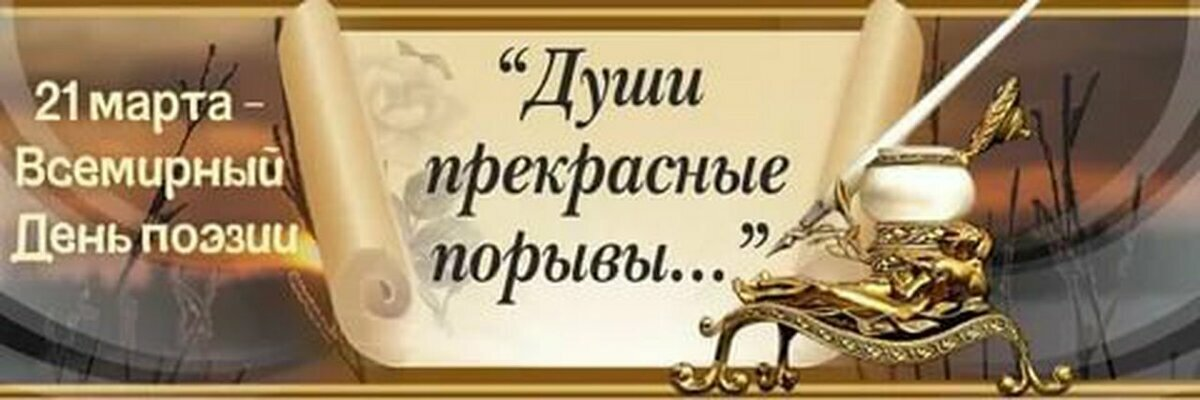 21 марта –
Всемирный
День поэзии
“Души
прекрасные
порывы...”